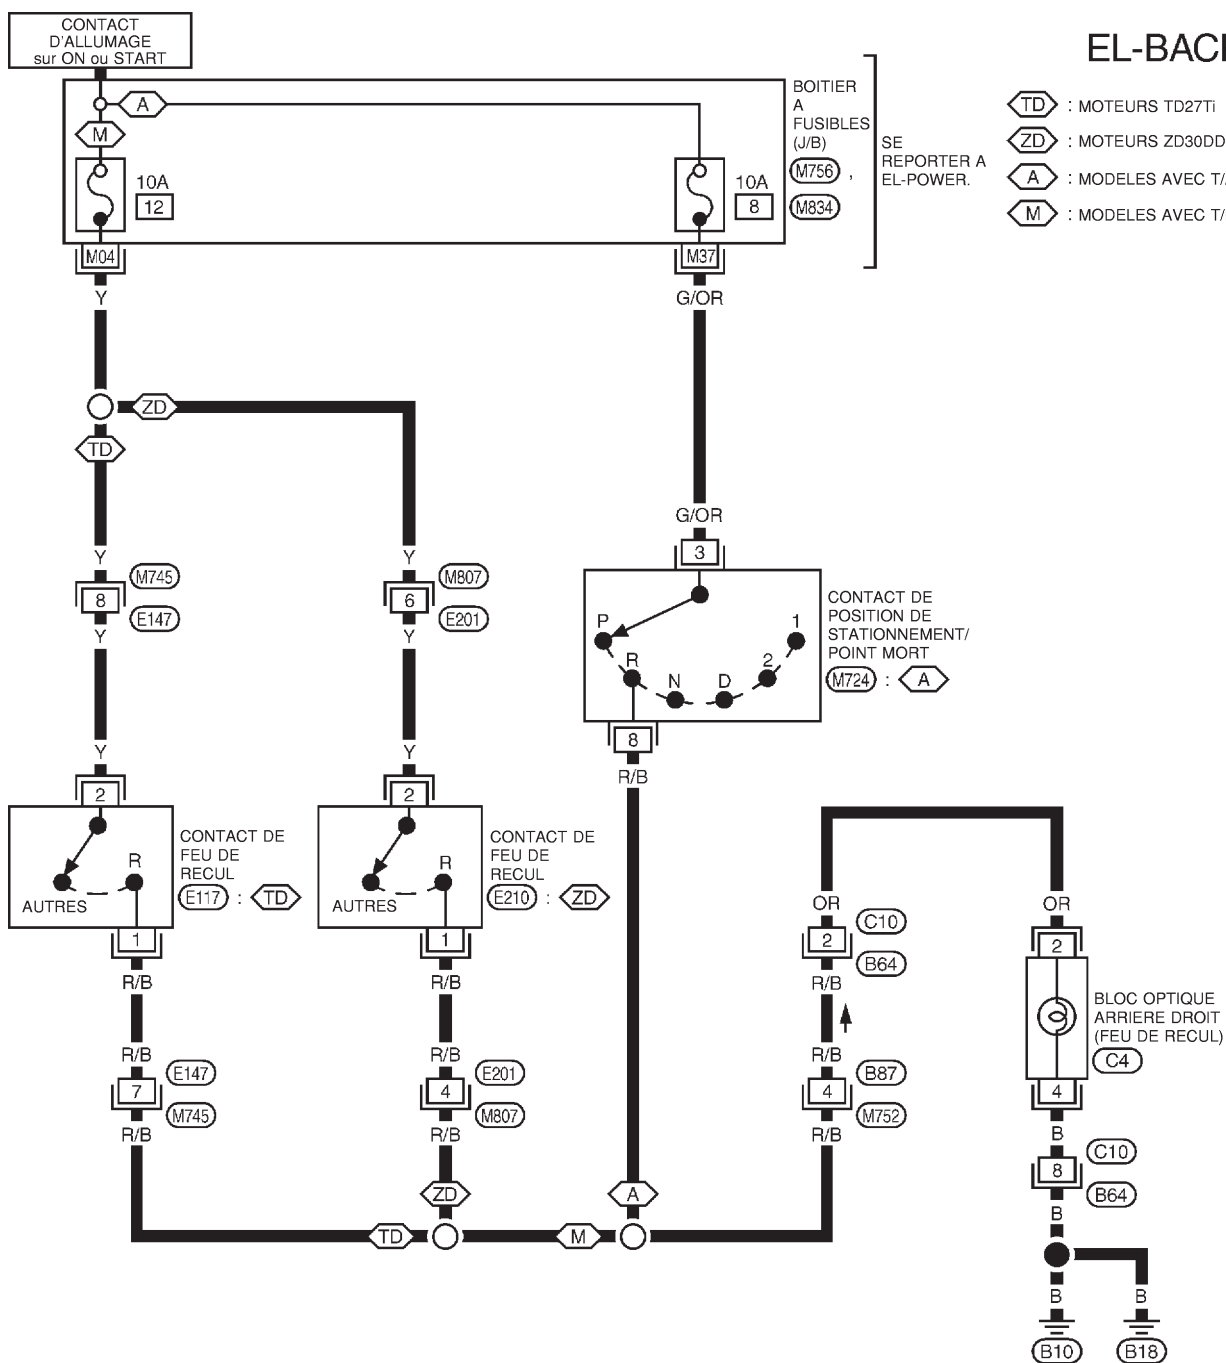 CONTACT
D'ALLUMAGE
sur ON ou START
EL-BACI
A
M
10A
12
10A
8
BOITIER
A
FUSIBLES
(J/B)
M756 ,
M834
SE
REPORTER A
EL-POWER.
TD : MOTEURS TD27Ti
ZD : MOTEURS ZD30DD
A : MODELES AVEC T/
M : MODELES AVEC T/
M04
M37
Y
G/OR
ZD
TD
G/OR
3
Y
Y
8
M745
E147
6
M807
E201
Y
Y
P
R
N
D
2
1
CONTACT DE
POSITION DE
STATIONNEMENT/
POINT MORT
M724 : A
8
R/B
Y
Y
2
2
R
AUTRES
CONTACT DE
FEU DE
RECUL
E117 : TD
R
AUTRES
CONTACT DE
FEU DE
RECUL
E210 : ZD
1
1
R/B
R/B
OR
2
C10
B64
R/B
OR
2
BLOC OPTIQUE
ARRIERE DROIT
(FEU DE RECUL)
C4
4
R/B
R/B
R/B
7
E147
M745
4
E201
M807
4
B87
M752
R/B
R/B
R/B
B
8
C10
B64
B
ZD
A
TD
M
B
B
B10
B18